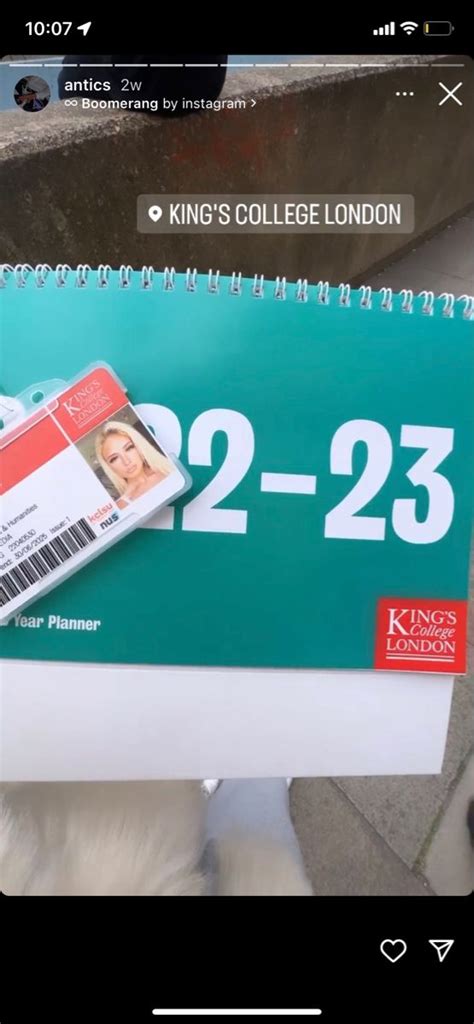 10:07
antics 2w
Boomerang by instagram >
KING'S COLLEGE LONDON
22-23
KING'S
College
LONDON
& Humanities
kclsu
nus
Year Planner
KING'S
College
LONDON